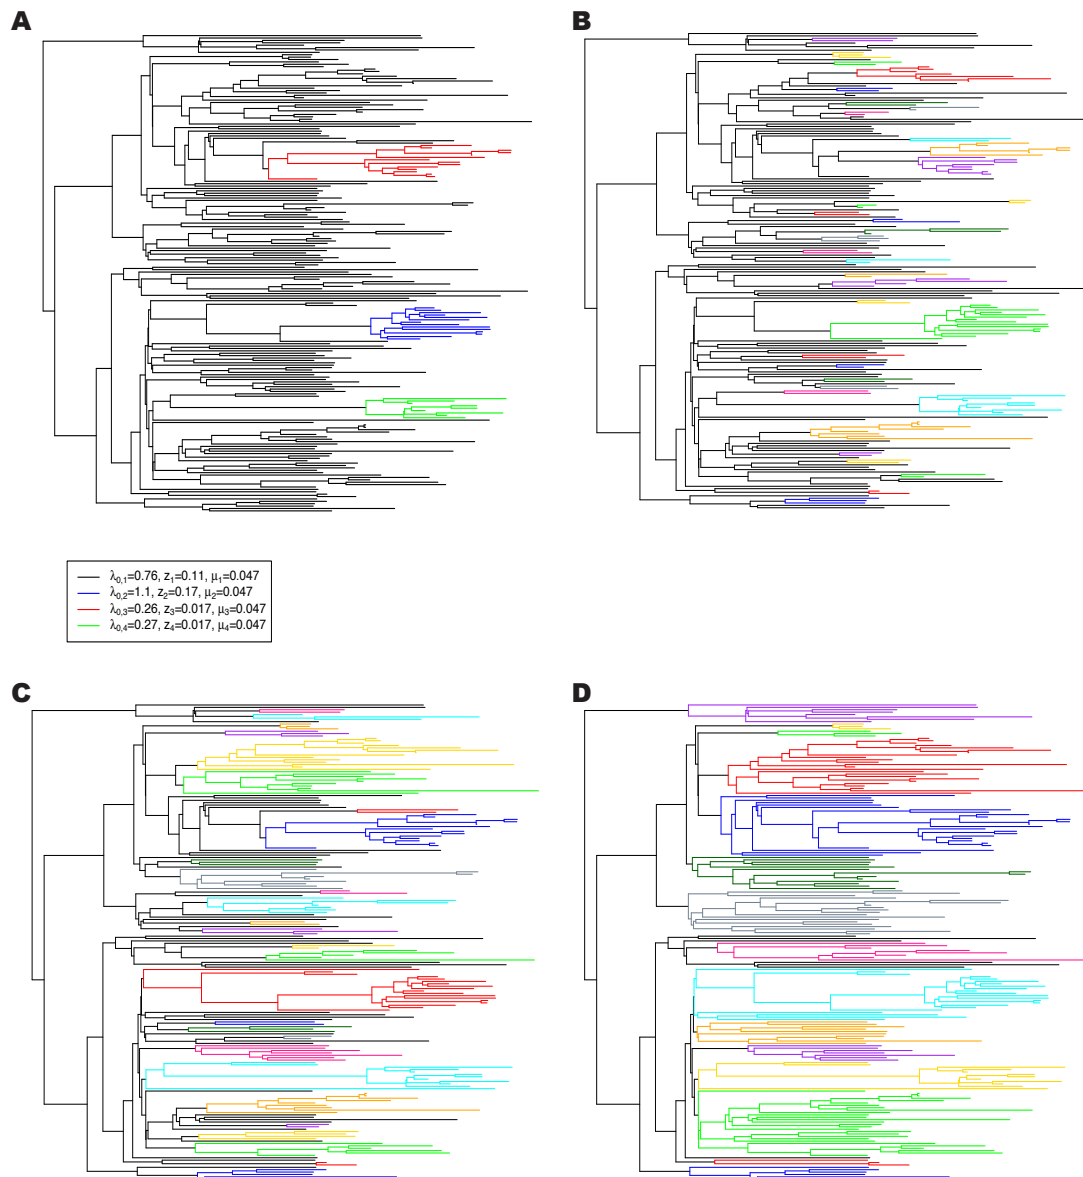 A
B
λ0,1=0.76, z1=0.11, μ1=0.047
λ0,2=1.1, z2=0.17, μ2=0.047
λ0,3=0.26, z3=0.017, μ3=0.047
λ0,4=0.27, z4=0.017, μ4=0.047
C
D